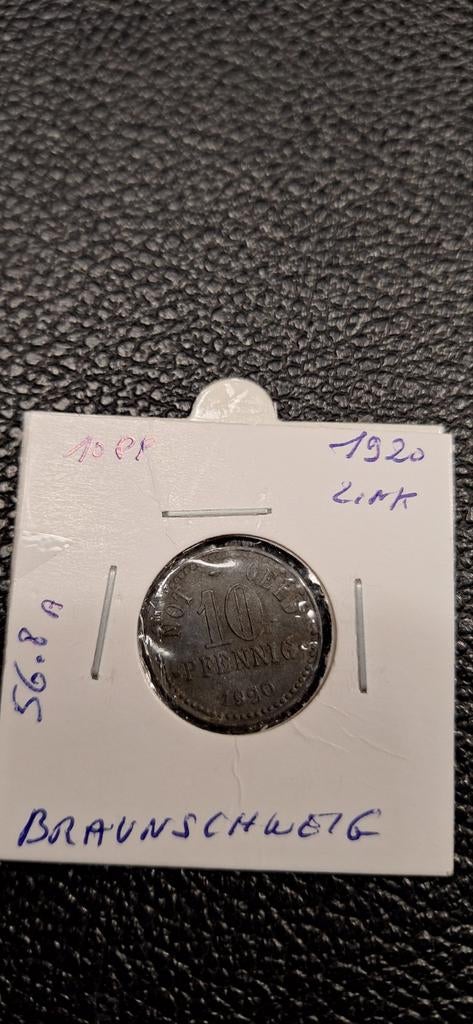 10 Pf
1920
Zink
56.8 A
NOT GELD
10
PFENNIG
1920
BRAUNSCHWEIG